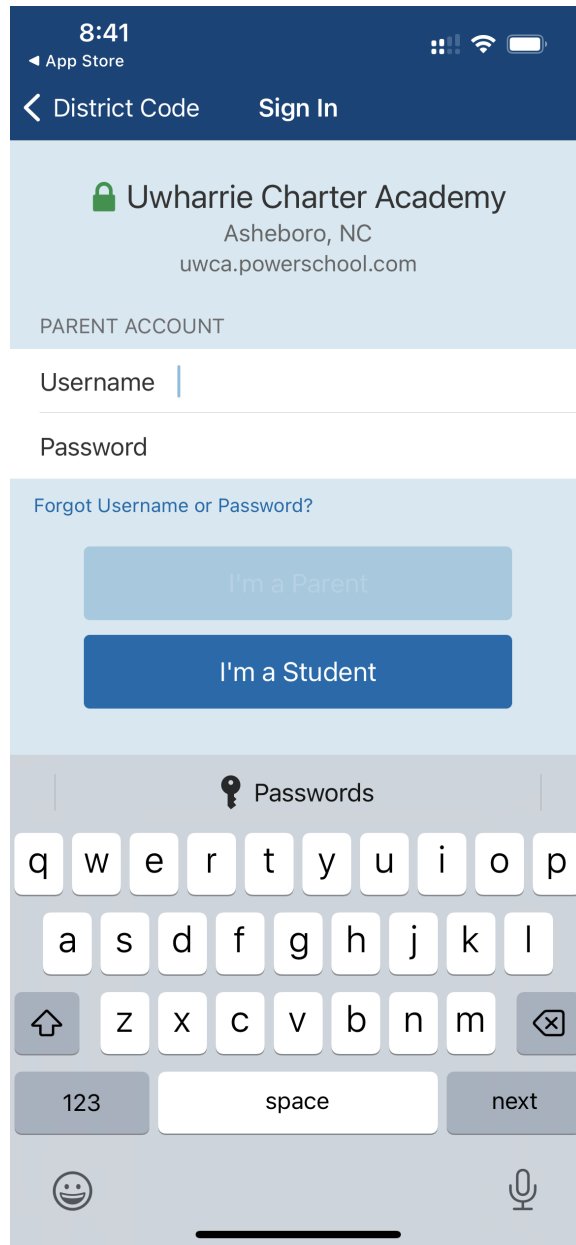 8:41
◀ App Store
District Code Sign In
Uwharrie Charter Academy
Asheboro, NC
uwca.powerschool.com
PARENT ACCOUNT
Username
Password
Forgot Username or Password?
I'm a Parent
I'm a Student
Passwords
q w e r t y u i o p
a s d f g h j k l
z x c v b n m
123 space next